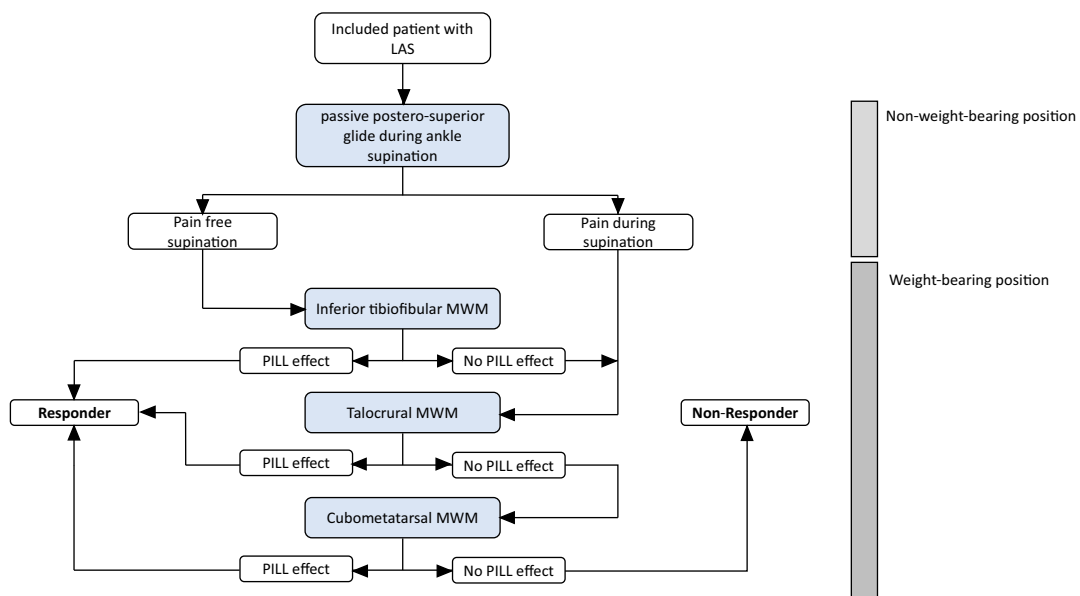 Included patient with
LAS
passive postero-superior
glide during ankle
supination
Non-weight-bearing position
Pain free
supination
Pain during
supination
Weight-bearing position
Inferior tibiofibular MWM
PILL effect
No PILL effect
Responder
Talocrural MWM
Non-Responder
PILL effect
No PILL effect
Cubometatarsal MWM
PILL effect
No PILL effect